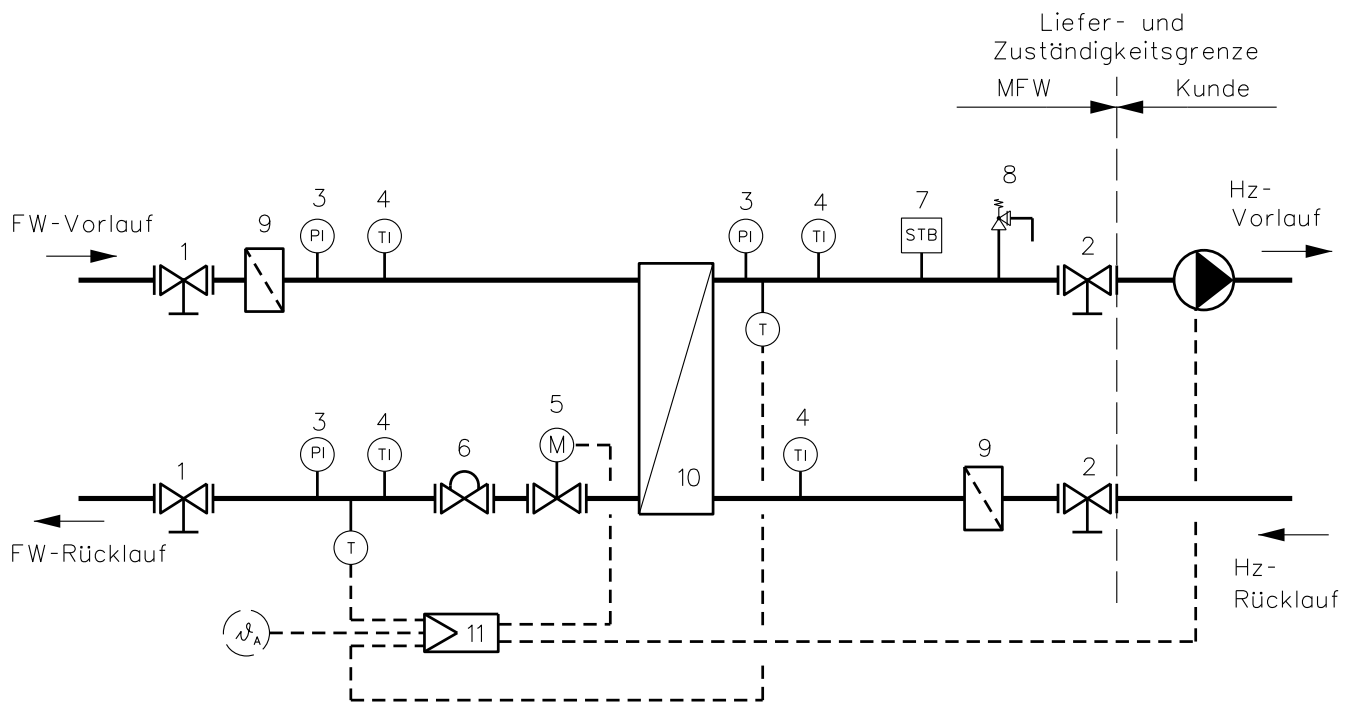 Liefer- und
Zuständigkeitsgrenze
MFW Kunde
FW-Vorlauf
1
9
3
PI
4
TI
3
PI
4
TI
7
STB
8
2
Hz-
Vorlauf
T
10
1
3
PI
4
TI
6
5
M
4
TI
9
2
FW-Rücklauf
T
Hz-
Rücklauf
ϑA
11